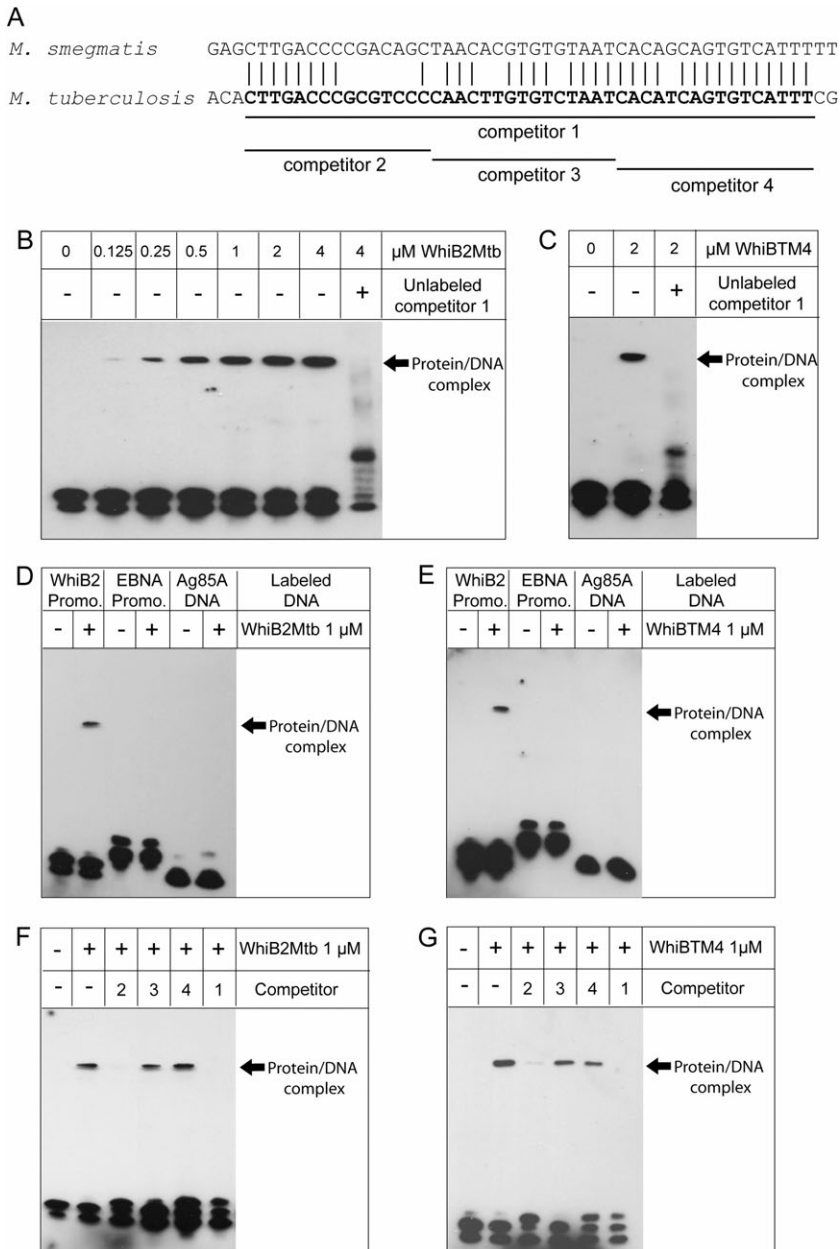 A
M. smegmatis GAGCTTGACCCCGACAGCTAACACGTGTGTAATCACAGCAGTGTCATTTTT
M. tuberculosis ACACTTGACCCGCGTCCCCAACTTGTGTCTAATCACATCAGTGTCATTTCG
competitor 1
competitor 2
competitor 3
competitor 4
B
0 0.125 0.25 0.5 1 2 4 4 µM WhiB2Mtb
- - - - - - - + Unlabeled
competitor 1
Protein/DNA
complex
C
0 2 2 µM WhiBTM4
- - + Unlabeled
competitor 1
Protein/DNA
complex
D
WhiB2 EBNA Ag85A Labeled
Promo. Promo. DNA DNA
- + - + - + WhiB2Mtb 1 µM
Protein/DNA
complex
E
WhiB2 EBNA Ag85A Labeled
Promo. Promo. DNA DNA
- + - + - + WhiBTM4 1 µM
Protein/DNA
complex
F
- + + + + + WhiB2Mtb 1 µM
- - 2 3 4 1 Competitor
Protein/DNA
complex
G
- + + + + + WhiBTM4 1µM
- - 2 3 4 1 Competitor
Protein/DNA
complex